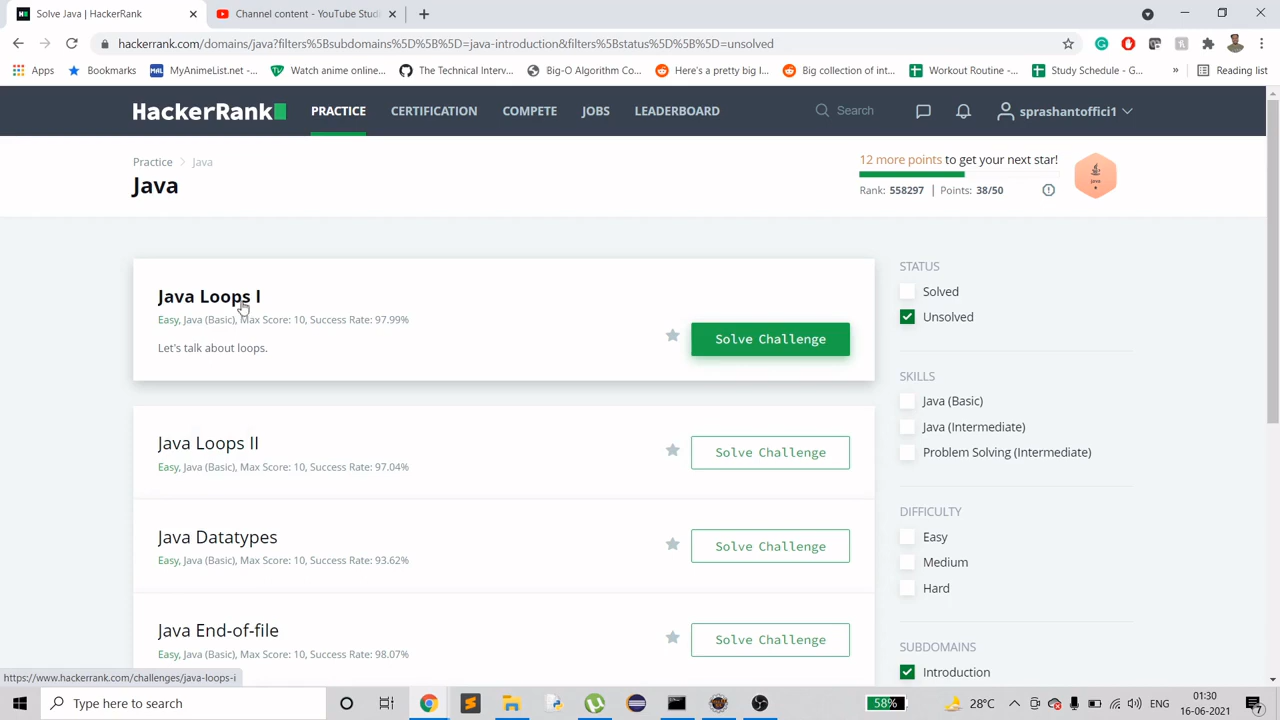 Solve Java | HackerRank
Channel content - YouTube Stud
hackerrank.com/domains/java?filters%5Bsubdomains%5D%5B%5D=java-introduction&filters%5Bstatus%5D%5B%5D=unsolved
Apps
Bookmarks
MyAnimeList.net -...
Watch anime online...
The Technical Interv...
Big-O Algorithm Co...
Here's a pretty big l...
Big collection of int...
Workout Routine -...
Study Schedule - G...
Reading list
HackerRank
PRACTICE
CERTIFICATION
COMPETE
JOBS
LEADERBOARD
Search
sprashantoffici1
Practice > Java
Java
12 more points to get your next star!
Rank: 558297 | Points: 38/50
java
Java Loops I
Easy, Java (Basic), Max Score: 10, Success Rate: 97.99%
Let's talk about loops.
Solve Challenge
Java Loops II
Easy, Java (Basic), Max Score: 10, Success Rate: 97.04%
Solve Challenge
Java Datatypes
Easy, Java (Basic), Max Score: 10, Success Rate: 93.62%
Solve Challenge
Java End-of-file
Easy, Java (Basic), Max Score: 10, Success Rate: 98.07%
Solve Challenge
STATUS
Solved
Unsolved
SKILLS
Java (Basic)
Java (Intermediate)
Problem Solving (Intermediate)
DIFFICULTY
Easy
Medium
Hard
SUBDOMAINS
Introduction
https://www.hackerrank.com/challenges/java-loops-i
Type here to search
58%
28°C
ENG
01:30
16-06-2021
7